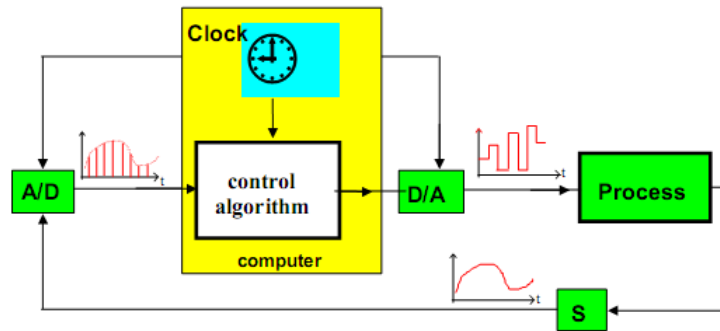 Clock
A/D
t
control
algorithm
D/A
t
Process
computer
t
S